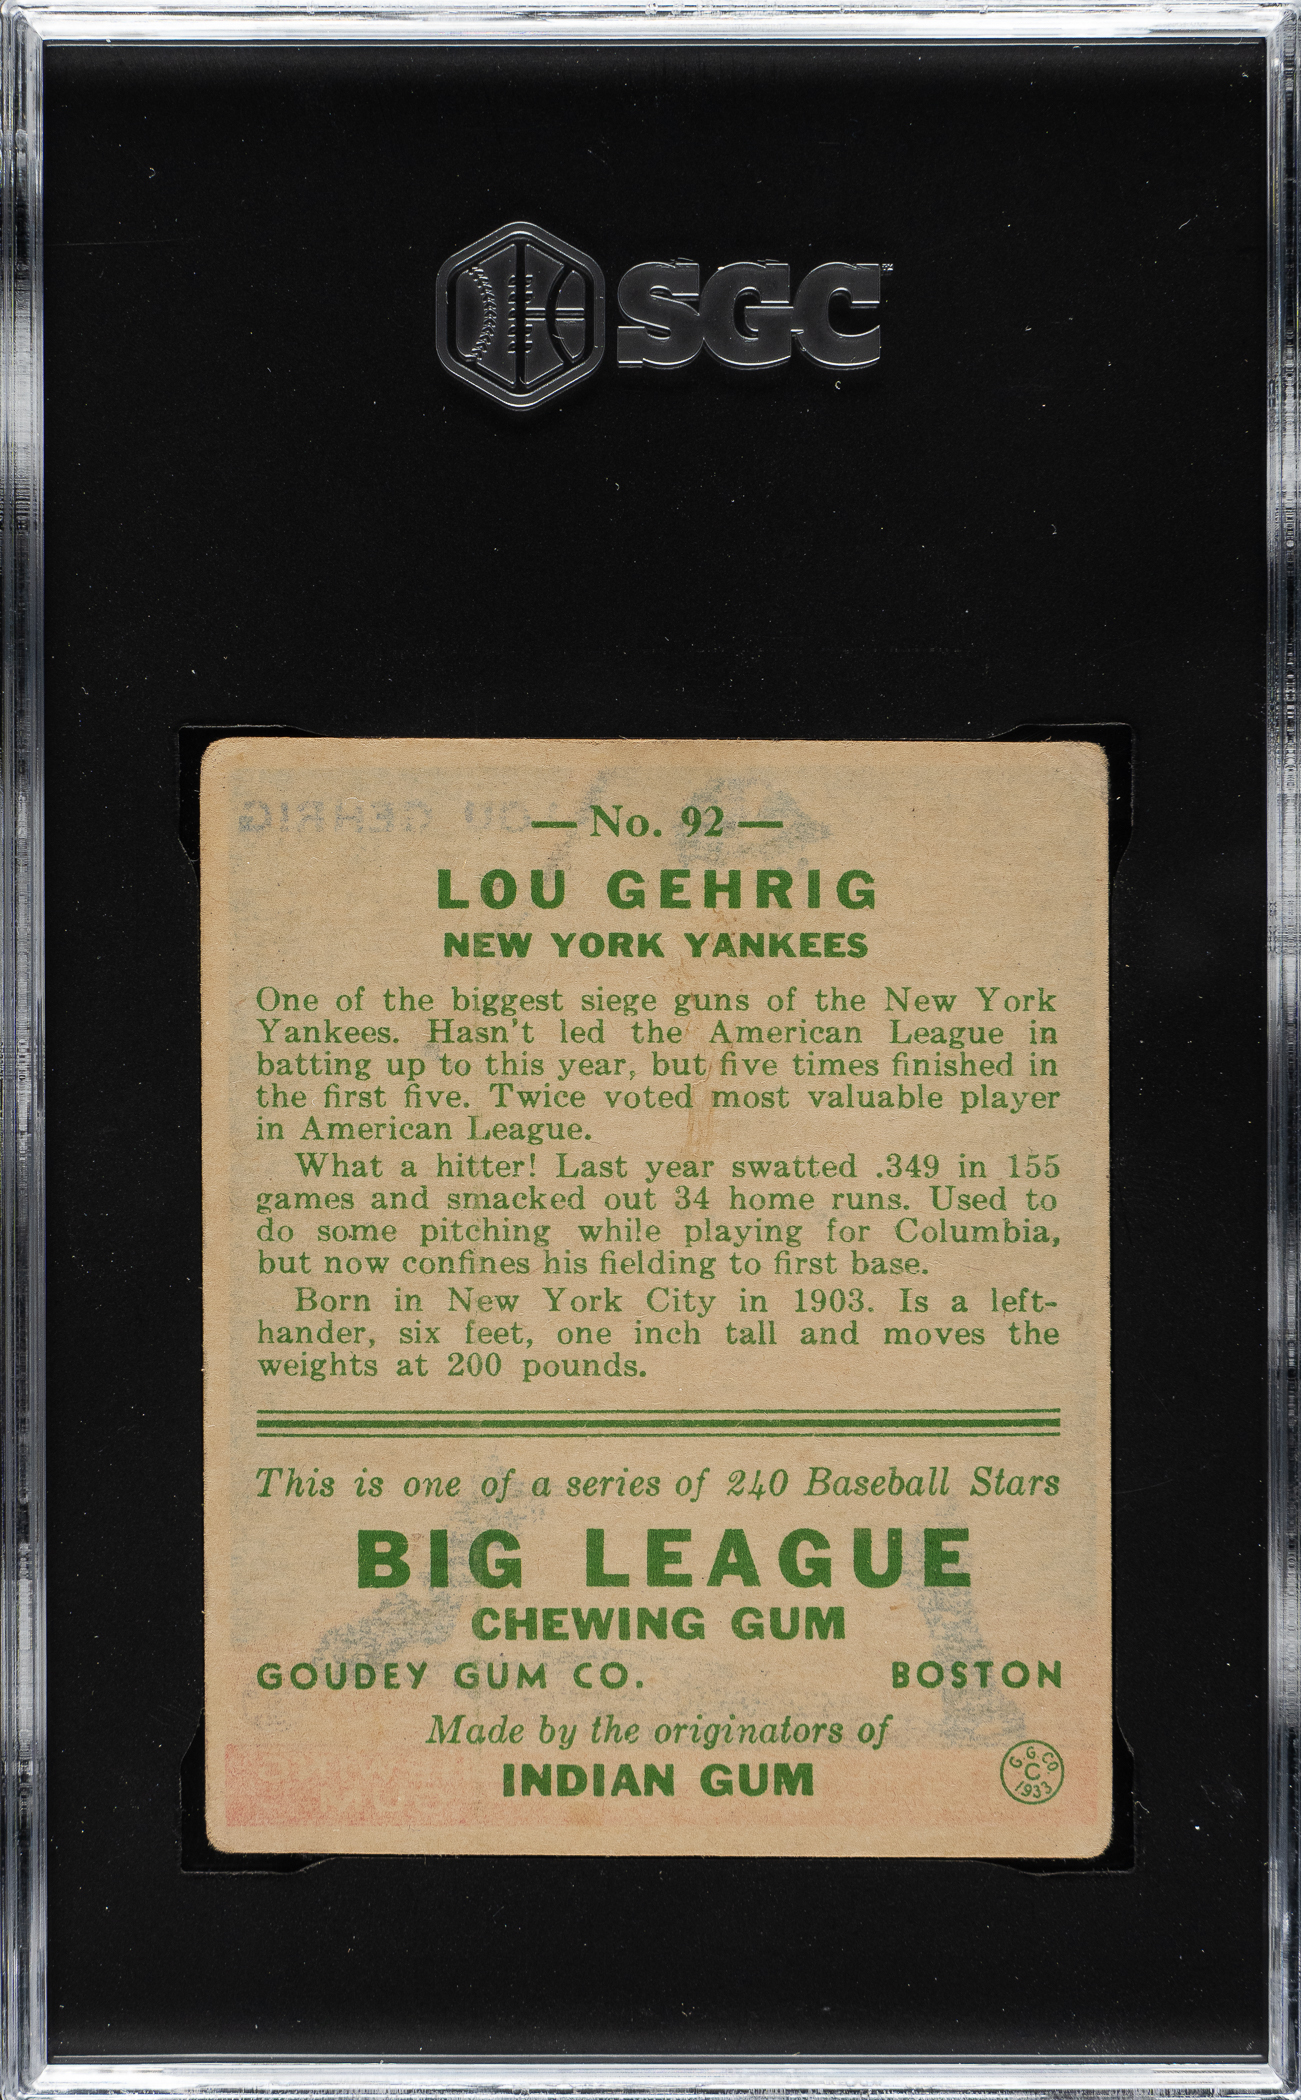 SGC
— No. 92 —
LOU GEHRIG
NEW YORK YANKEES
One of the biggest siege guns of the New York
Yankees. Hasn't led the American League in
batting up to this year, but five times finished in
the first five. Twice voted most valuable player
in American League.
What a hitter! Last year swatted .349 in 155
games and smacked out 34 home runs. Used to
do some pitching while playing for Columbia,
but now confines his fielding to first base.
Born in New York City in 1903. Is a left-
hander, six feet, one inch tall and moves the
weights at 200 pounds.
This is one of a series of 240 Baseball Stars
BIG LEAGUE
CHEWING GUM
GOUDEY GUM CO. BOSTON
Made by the originators of
INDIAN GUM
G. G. CO.
C
1933